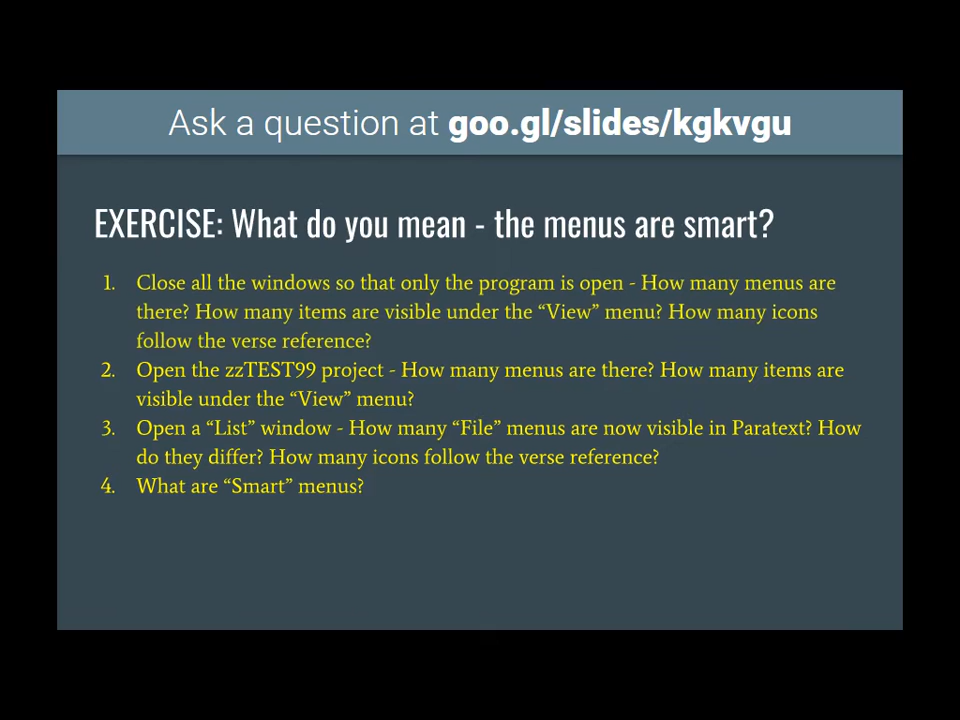 Ask a question at goo.gl/slides/kgkvgu
EXERCISE: What do you mean - the menus are smart?
1. Close all the windows so that only the program is open - How many menus are
there? How many items are visible under the “View” menu? How many icons
follow the verse reference?
2. Open the zzTEST99 project - How many menus are there? How many items are
visible under the “View” menu?
3. Open a “List” window - How many “File” menus are now visible in Paratext? How
do they differ? How many icons follow the verse reference?
4. What are “Smart” menus?